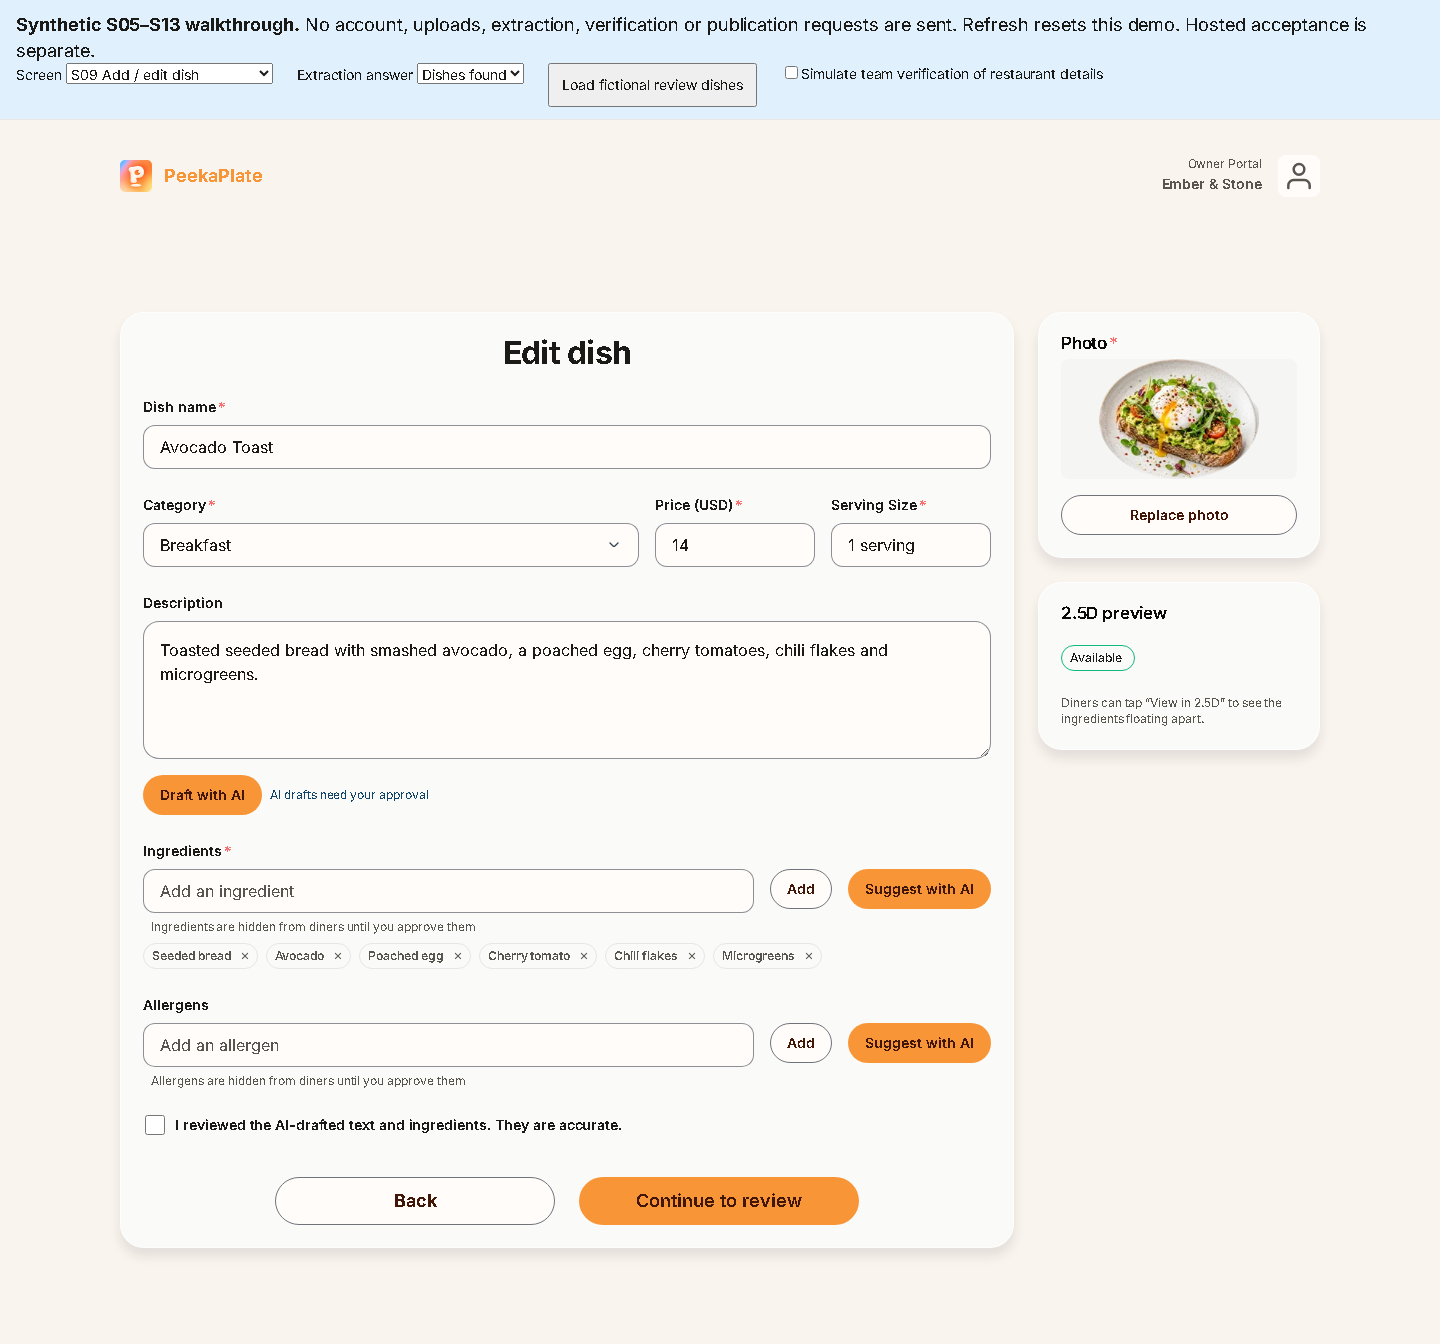 Synthetic S05–S13 walkthrough. No account, uploads, extraction, verification or publication requests are sent. Refresh resets this demo. Hosted acceptance is
separate.
Screen S09 Add / edit dish Extraction answer Dishes found Load fictional review dishes Simulate team verification of restaurant details
PeekaPlate
Owner Portal
Ember & Stone
Edit dish
Dish name*
Avocado Toast
Category* Price (USD)* Serving Size*
Breakfast 14 1 serving
Description
Toasted seeded bread with smashed avocado, a poached egg, cherry tomatoes, chili flakes and
microgreens.
Draft with AI AI drafts need your approval
Ingredients*
Add an ingredient Add Suggest with AI
Ingredients are hidden from diners until you approve them
Seeded bread × Avocado × Poached egg × Cherry tomato × Chili flakes × Microgreens ×
Allergens
Add an allergen Add Suggest with AI
Allergens are hidden from diners until you approve them
I reviewed the AI-drafted text and ingredients. They are accurate.
Back Continue to review
Photo*
Replace photo
2.5D preview
Available
Diners can tap “View in 2.5D” to see the
ingredients floating apart.